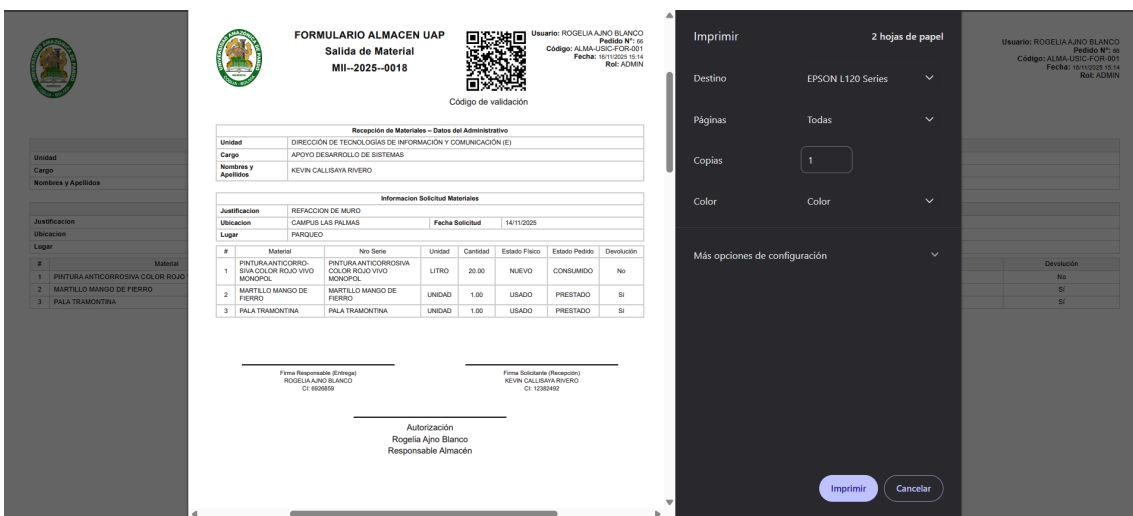 FORMULARIO ALMACEN UAP
Salida de Material
MII--2025--0018
Usuario: ROGELIA AJNO BLANCO
Pedido N°: 66
Código: ALMA-USIC-FOR-001
Fecha: 16/11/2025 15:14
Rol: ADMIN
Código de validación
Recepción de Materiales – Datos del Administrativo
Unidad DIRECCIÓN DE TECNOLOGÍAS DE INFORMACIÓN Y COMUNICACIÓN (E)
Cargo APOYO DESARROLLO DE SISTEMAS
Nombres y Apellidos KEVIN CALLISAYA RIVERO
Informacion Solicitud Materiales
Justificacion REFACCION DE MURO
Ubicacion CAMPUS LAS PALMAS Fecha Solicitud 14/11/2025
Lugar PARQUEO
# Material Nro Serie Unidad Cantidad Estado Físico Estado Pedido Devolución
1 PINTURA ANTICORRO-SIVA COLOR ROJO VIVO MONOPOL PINTURA ANTICORROSIVA COLOR ROJO VIVO MONOPOL LITRO 20.00 NUEVO CONSUMIDO No
2 MARTILLO MANGO DE FIERRO MARTILLO MANGO DE FIERRO UNIDAD 1.00 USADO PRESTADO Sí
3 PALA TRAMONTINA PALA TRAMONTINA UNIDAD 1.00 USADO PRESTADO Sí
Firma Responsable (Entrega)
ROGELIA AJNO BLANCO
CI: 6926859
Firma Solicitante (Recepción)
KEVIN CALLISAYA RIVERO
CI: 12382492
Autorización
Rogelia Ajno Blanco
Responsable Almacén
Imprimir 2 hojas de papel
Destino EPSON L120 Series
Páginas Todas
Copias 1
Color Color
Más opciones de configuración
Imprimir Cancelar
Unidad
Cargo
Nombres y Apellidos
Justificacion
Ubicacion
Lugar
# Material
1 PINTURA ANTICORROSIVA COLOR ROJO
2 MARTILLO MANGO DE FIERRO
3 PALA TRAMONTINA
Usuario: ROGELIA AJNO BLANCO
Pedido N°: 66
Código: ALMA-USIC-FOR-001
Fecha: 16/11/2025 15:14
Rol: ADMIN
Devolución
No
Sí
Sí